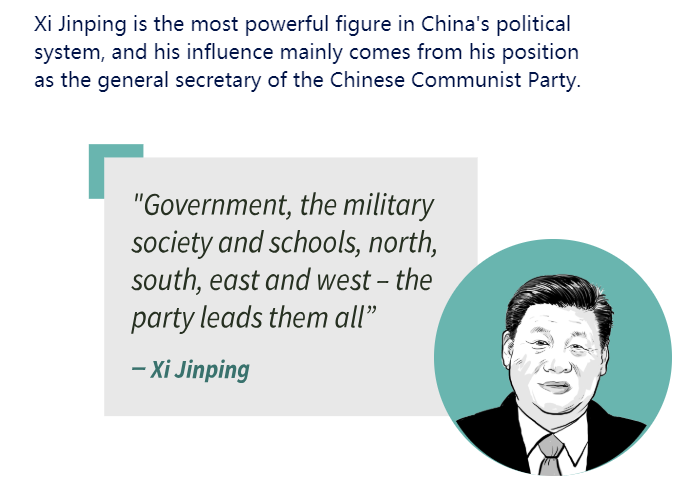 Xi Jinping is the most powerful figure in China's political
system, and his influence mainly comes from his position
as the general secretary of the Chinese Communist Party.
"Government, the military
society and schools, north,
south, east and west – the
party leads them all”
– Xi Jinping